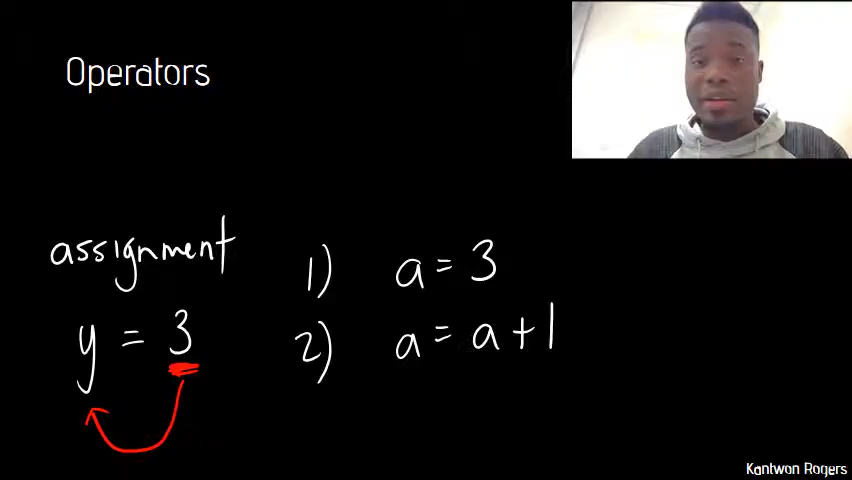 Operators
assignment
y = 3
1) a = 3
2) a = a + 1
Kantwon Rogers